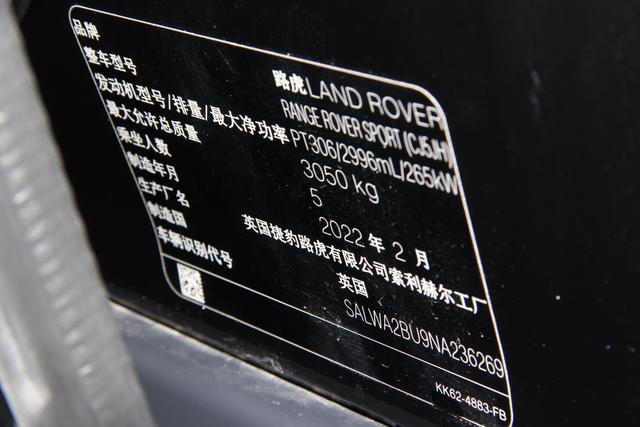 品牌 路虎LAND ROVER
整车型号 RANGE ROVER SPORT (CJ5JH)
发动机型号/排量/最大净功率 PT306/2996mL/265kW
最大允许总质量 3050 kg
乘坐人数 5
制造年月 2022 年 2 月
生产厂名 英国捷豹路虎有限公司索利赫尔工厂
制造国 英国
车辆识别代号 SALWA2BU9NA236269
KK62-4883-FB